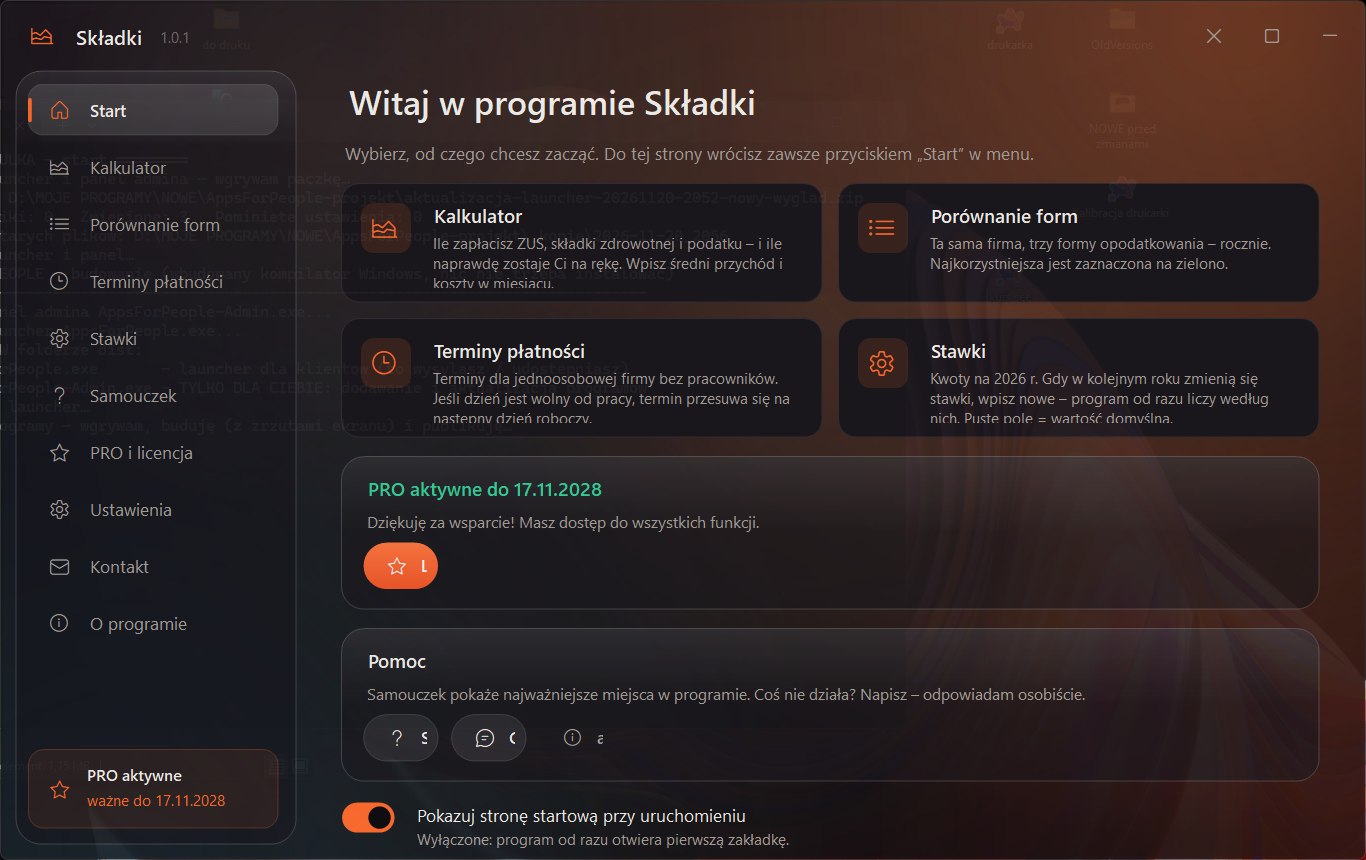 Składki 1.0.1
do druku
drukarka
OldVersions
NOWE przed
zmianami
Start
Kalkulator
Porównanie form
Terminy płatności
Stawki
Samouczek
PRO i licencja
Ustawienia
Kontakt
O programie
PRO aktywne
ważne do 17.11.2028
Witaj w programie Składki
Wybierz, od czego chcesz zacząć. Do tej strony wrócisz zawsze przyciskiem „Start” w menu.
Kalkulator
Ile zapłacisz ZUS, składki zdrowotnej i podatku – i ile
naprawdę zostaje Ci na rękę. Wpisz średni przychód i
koszty w miesiącu.
Porównanie form
Ta sama firma, trzy formy opodatkowania – rocznie.
Najkorzystniejsza jest zaznaczona na zielono.
Terminy płatności
Terminy dla jednoosobowej firmy bez pracowników.
Jeśli dzień jest wolny od pracy, termin przesuwa się na
następny dzień roboczy.
Stawki
Kwoty na 2026 r. Gdy w kolejnym roku zmienią się
stawki, wpisz nowe – program od razu liczy według
nich. Puste pole = wartość domyślna.
PRO aktywne do 17.11.2028
Dziękuję za wsparcie! Masz dostęp do wszystkich funkcji.
Pomoc
Samouczek pokaże najważniejsze miejsca w programie. Coś nie działa? Napisz – odpowiadam osobiście.
Pokazuj stronę startową przy uruchomieniu
Wyłączone: program od razu otwiera pierwszą zakładkę.